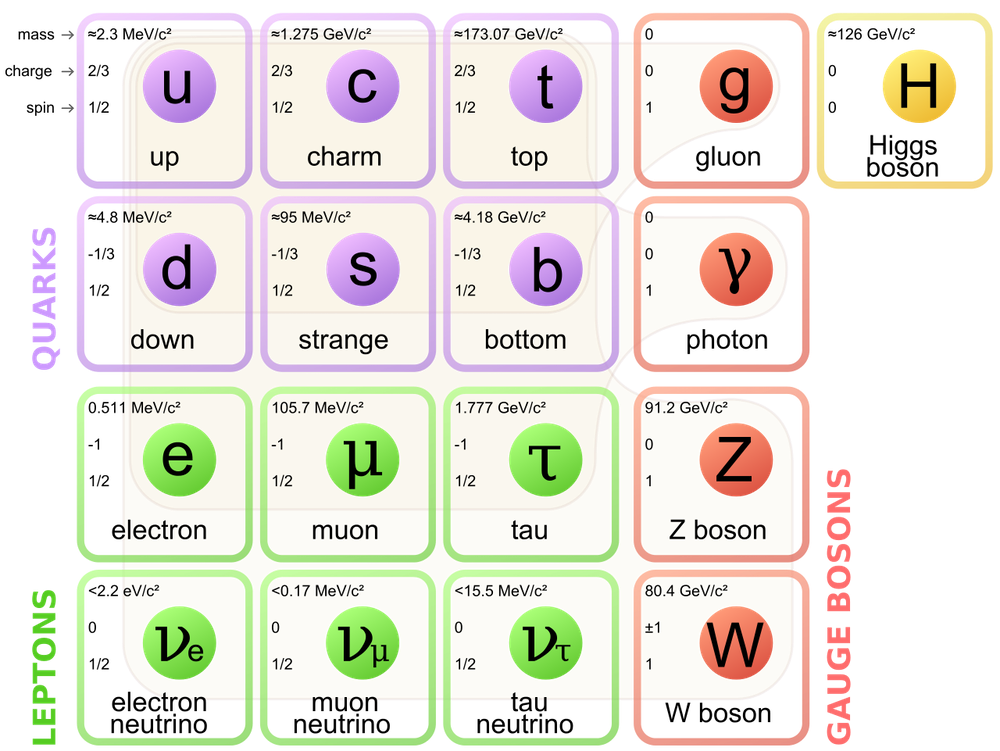 mass → ≈2.3 MeV/c² ≈1.275 GeV/c² ≈173.07 GeV/c² 0 ≈126 GeV/c²
charge → 2/3 2/3 2/3 0 0
spin → 1/2 1/2 1/2 1 0
u c t g H
up charm top gluon Higgs
boson
QUARKS
≈4.8 MeV/c² ≈95 MeV/c² ≈4.18 GeV/c² 0
-1/3 -1/3 -1/3 0
1/2 1/2 1/2 1
d s b γ
down strange bottom photon
0.511 MeV/c² 105.7 MeV/c² 1.777 GeV/c² 91.2 GeV/c²
-1 -1 -1 0
1/2 1/2 1/2 1
e μ τ Z
electron muon tau Z boson
LEPTONS
<2.2 eV/c² <0.17 MeV/c² <15.5 MeV/c² 80.4 GeV/c²
0 0 0 ±1
1/2 1/2 1/2 1
νe νμ ντ W
electron muon tau W boson
neutrino neutrino neutrino
GAUGE BOSONS